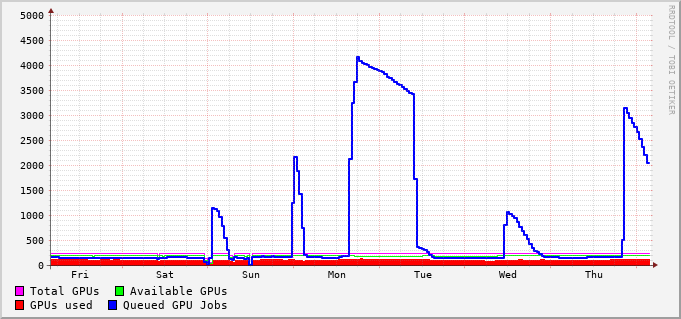 5000
4500
4000
3500
3000
2500
2000
1500
1000
500
0
Fri Sat Sun Mon Tue Wed Thu
Total GPUs Available GPUs
GPUs used Queued GPU Jobs
RRDTOOL / TOBI OETIKER